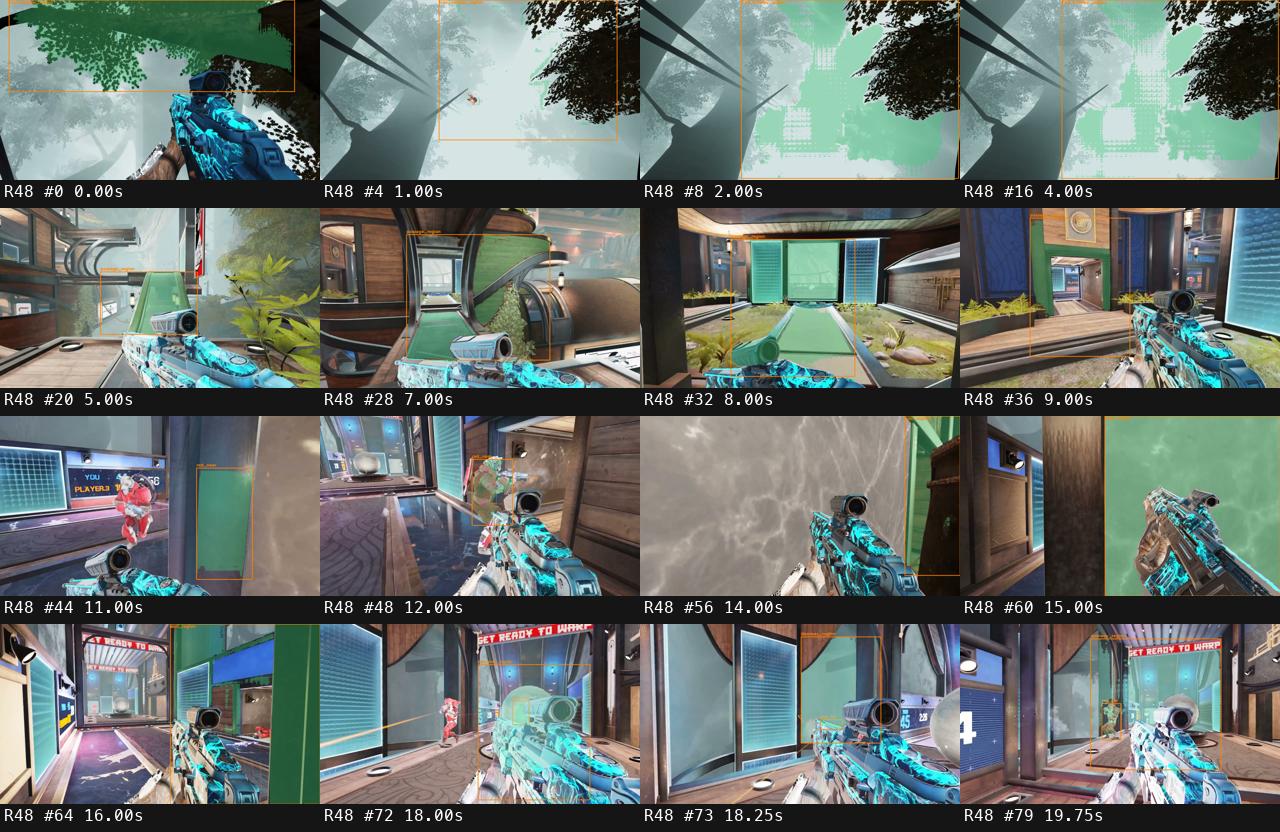 R48 #0 0.00s
R48 #4 1.00s
R48 #8 2.00s
R48 #16 4.00s
R48 #20 5.00s
R48 #28 7.00s
R48 #32 8.00s
R48 #36 9.00s
YOU
PLAYER3
R48 #44 11.00s
R48 #48 12.00s
R48 #56 14.00s
R48 #60 15.00s
GET READY TO WARP
R48 #64 16.00s
GET READY TO WARP
R48 #72 18.00s
45
R48 #73 18.25s
GET READY TO WARP
4
R48 #79 19.75s